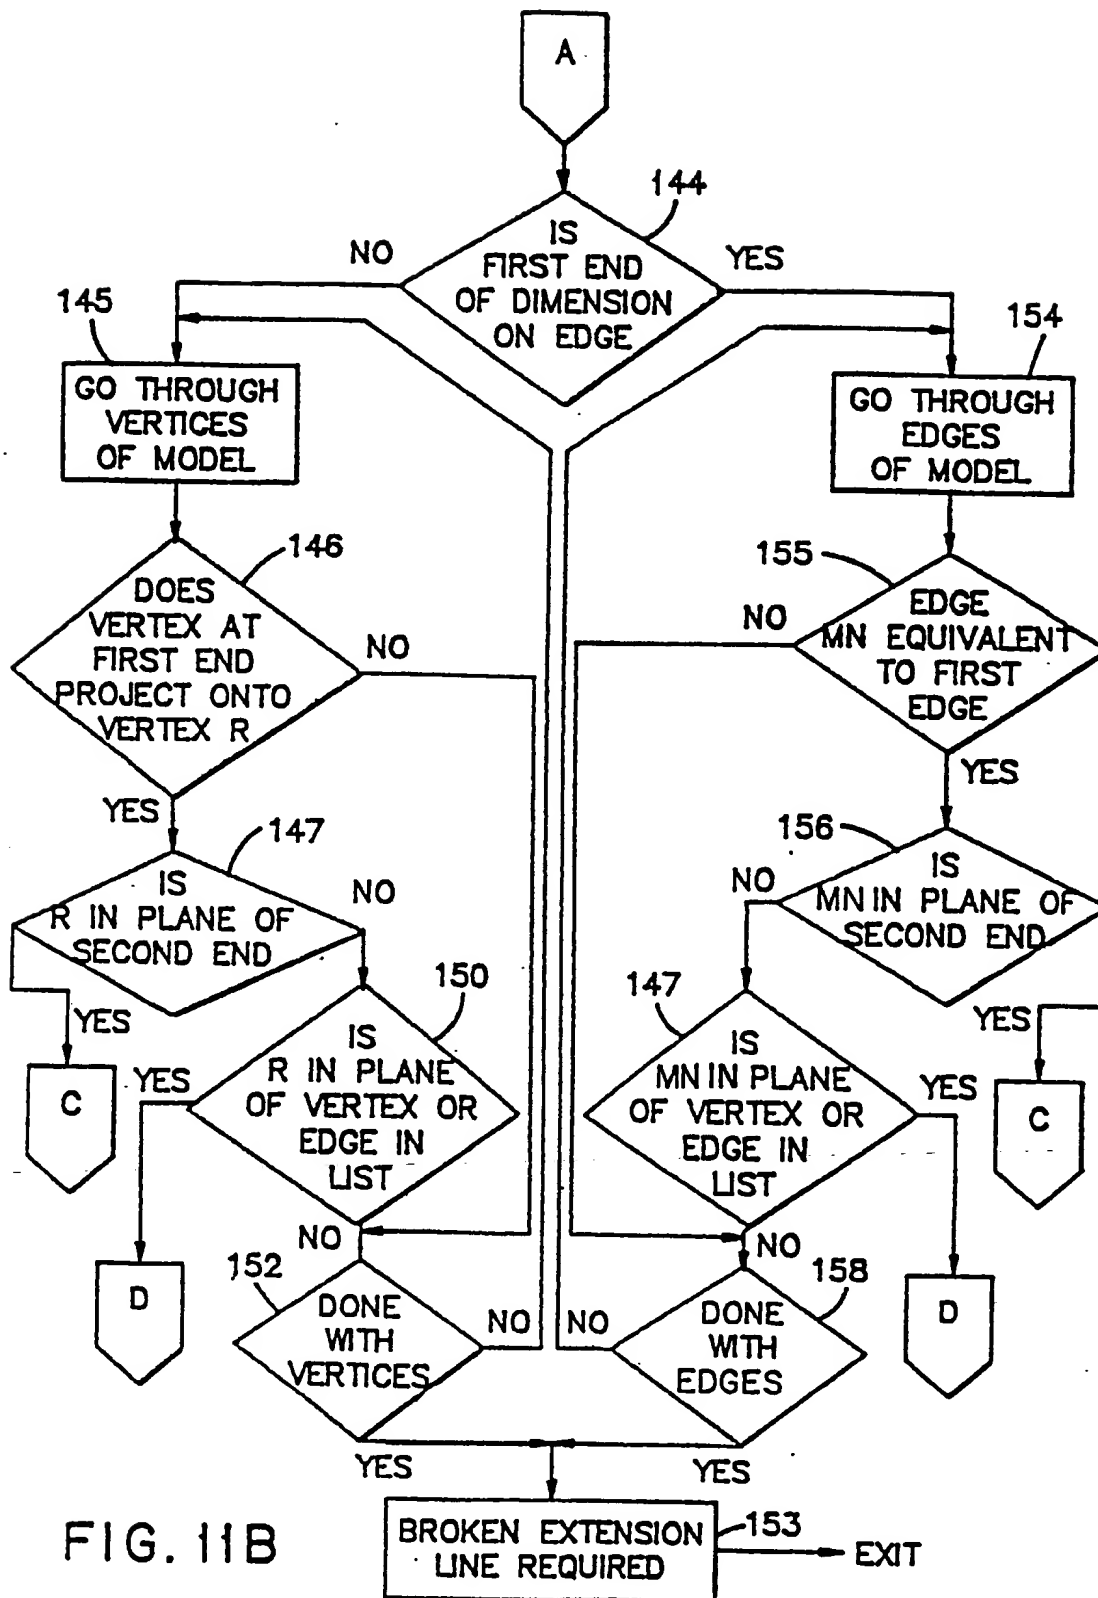 A
144
IS
FIRST END
OF DIMENSION
ON EDGE
NO
YES
145
154
GO THROUGH
VERTICES
OF MODEL
GO THROUGH
EDGES
OF MODEL
146
155
DOES
VERTEX AT
FIRST END
PROJECT ONTO
VERTEX R
NO
NO
EDGE
MN EQUIVALENT
TO FIRST
EDGE
YES
YES
147
156
IS
R IN PLANE OF
SECOND END
NO
NO
IS
MN IN PLANE OF
SECOND END
YES
YES
150
147
C
C
YES
IS
R IN PLANE
OF VERTEX OR
EDGE IN
LIST
IS
MN IN PLANE
OF VERTEX OR
EDGE IN
LIST
YES
NO
NO
D
D
152
158
DONE
WITH
VERTICES
NO
NO
DONE
WITH
EDGES
YES
YES
BROKEN EXTENSION
LINE REQUIRED
153
EXIT
FIG. 11B